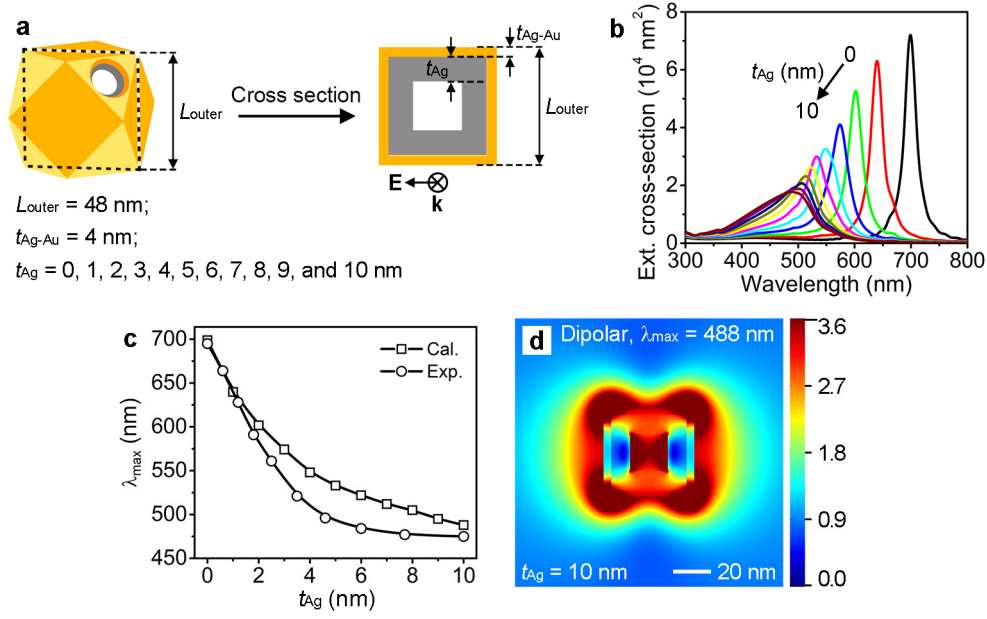 a
tAg-Au
tAg
Louter
Cross section
Louter
E
k
Louter = 48 nm;
tAg-Au = 4 nm;
tAg = 0, 1, 2, 3, 4, 5, 6, 7, 8, 9, and 10 nm
b
Ext. cross-section (10⁴ nm²)
8
6
4
2
0
tAg (nm)
0
10
300 400 500 600 700 800
Wavelength (nm)
c
λmax (nm)
700
650
600
550
500
450
Cal.
Exp.
0 2 4 6 8 10
tAg (nm)
d
Dipolar, λmax = 488 nm
tAg = 10 nm
20 nm
3.6
2.7
1.8
0.9
0.0